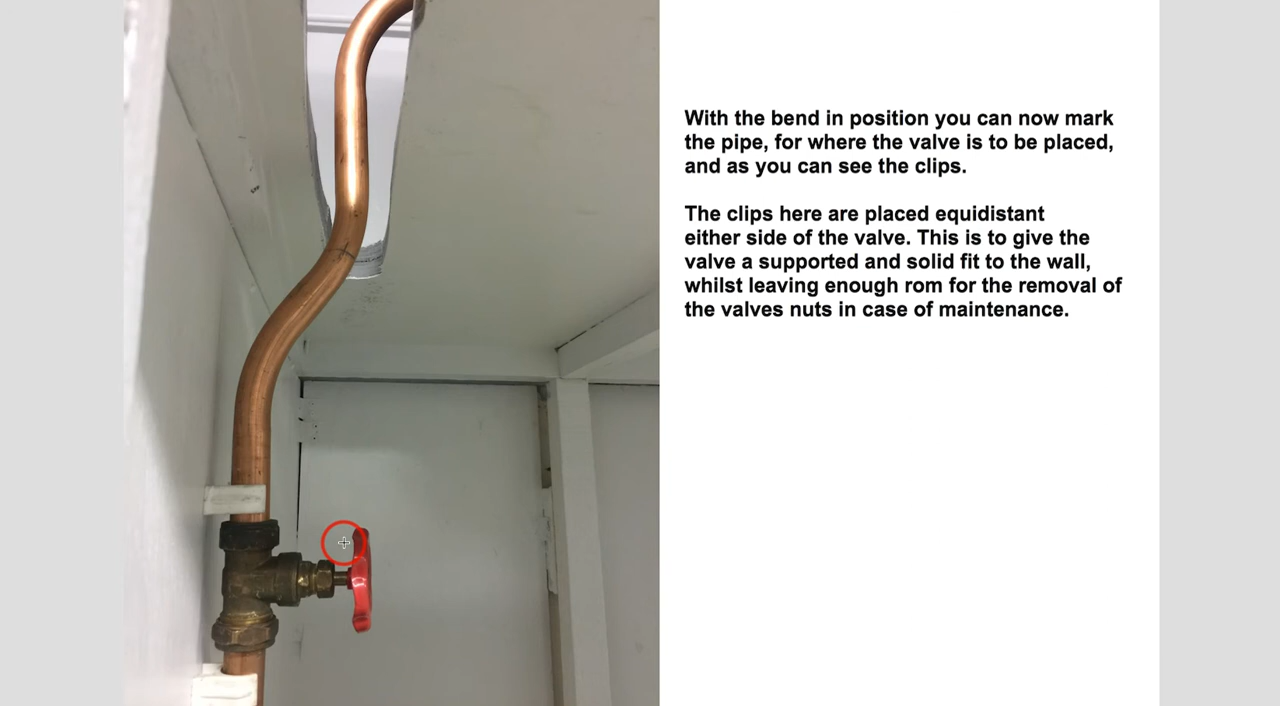 With the bend in position you can now mark
the pipe, for where the valve is to be placed,
and as you can see the clips.
The clips here are placed equidistant
either side of the valve. This is to give the
valve a supported and solid fit to the wall,
whilst leaving enough rom for the removal of
the valves nuts in case of maintenance.